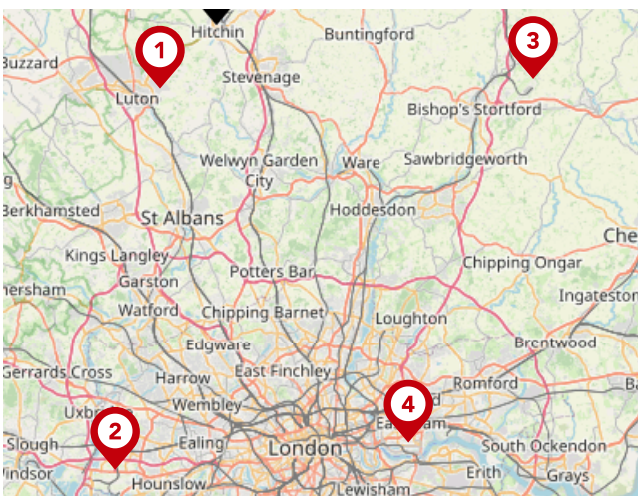 Hitchin
Buntingford
1
3
Buzzard
Stevenage
Luton
Bishop's Stortford
Welwyn Garden
City
Ware
Sawbridgeworth
Berkhamsted
St Albans
Hoddesdon
Kings Langley
Potters Bar
Chipping Ongar
Garston
Watford
Chipping Barnet
Loughton
Edgware
Brentwood
Gerrards Cross
Harrow
East Finchley
Romford
Wembley
4
2
Slough
Ealing
London
South Ockendon
Hounslow
Erith
Grays
Lewisham